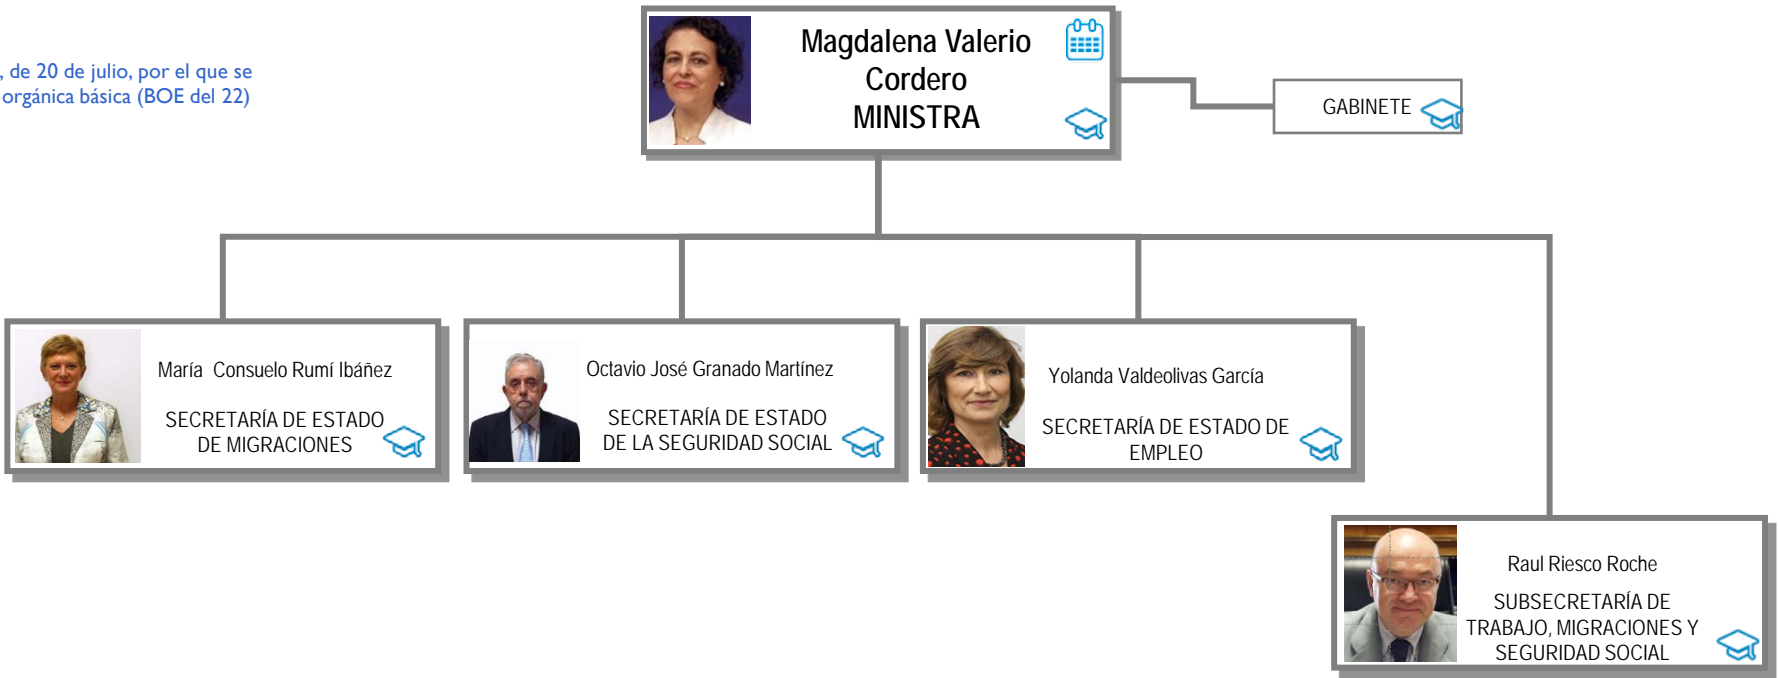 , de 20 de julio, por el que se
orgánica básica (BOE del 22)
Magdalena Valerio
Cordero
MINISTRA
GABINETE
María Consuelo Rumí Ibáñez
SECRETARÍA DE ESTADO
DE MIGRACIONES
Octavio José Granado Martínez
SECRETARÍA DE ESTADO
DE LA SEGURIDAD SOCIAL
Yolanda Valdeolivas García
SECRETARÍA DE ESTADO DE
EMPLEO
Raul Riesco Roche
SUBSECRETARÍA DE
TRABAJO, MIGRACIONES Y
SEGURIDAD SOCIAL